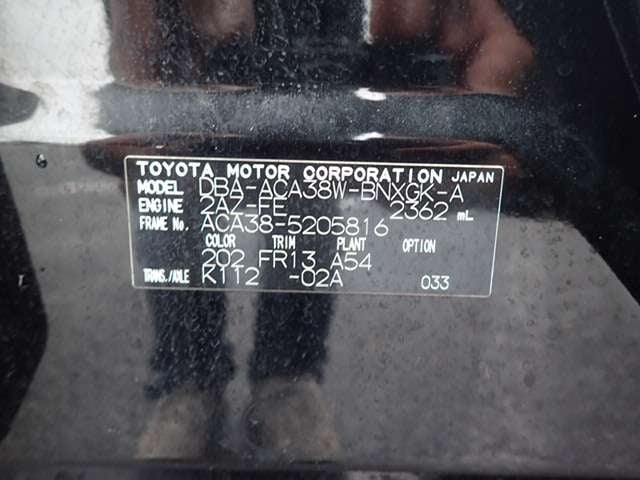 TOYOTA MOTOR CORPORATION JAPAN
MODEL DBA-ACA38W-BNXGK-A
ENGINE 2AZ-FE 2362 mL
FRAME No. ACA38-5205816
COLOR TRIM PLANT OPTION
202 FR13 A54
TRANS./AXLE K112 -02A 033